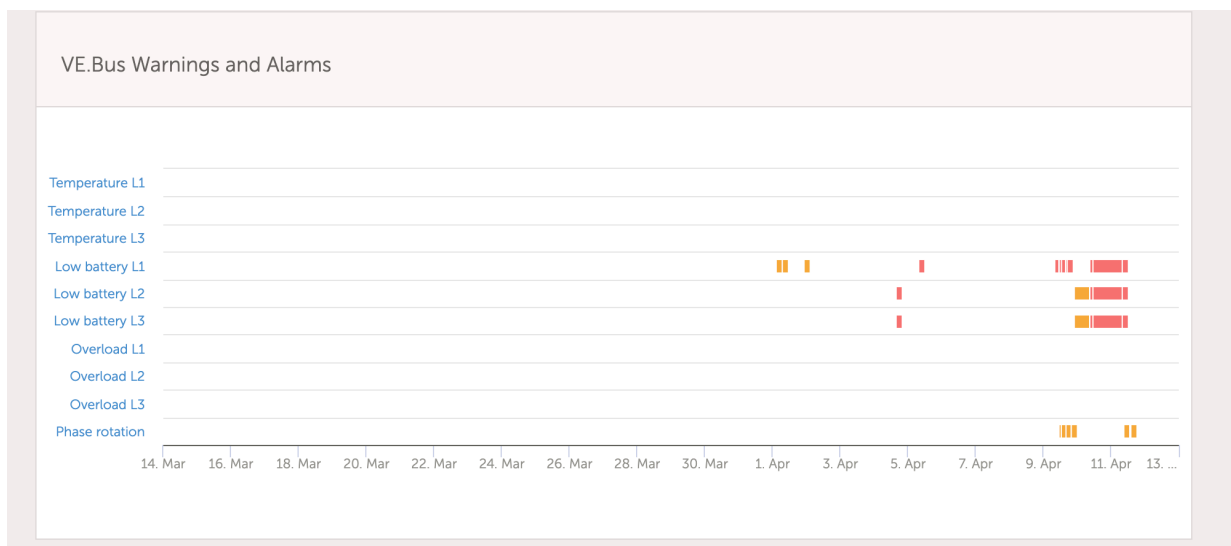 VE.Bus Warnings and Alarms
Temperature L1
Temperature L2
Temperature L3
Low battery L1
Low battery L2
Low battery L3
Overload L1
Overload L2
Overload L3
Phase rotation
14. Mar 16. Mar 18. Mar 20. Mar 22. Mar 24. Mar 26. Mar 28. Mar 30. Mar 1. Apr 3. Apr 5. Apr 7. Apr 9. Apr 11. Apr 13. ...